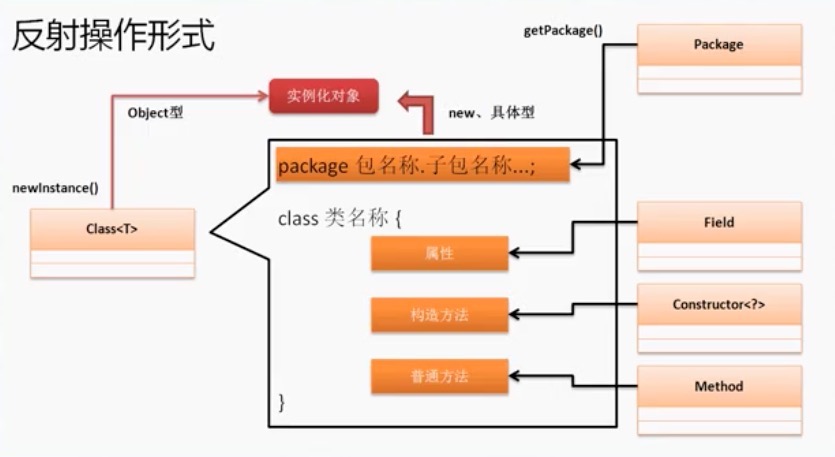 反射操作形式
getPackage()
Package
实例化对象
Object型
new、具体型
package 包名称.子包名称...;
newInstance()
Class<T>
class 类名称 {
属性
Field
构造方法
Constructor<?>
普通方法
Method
}